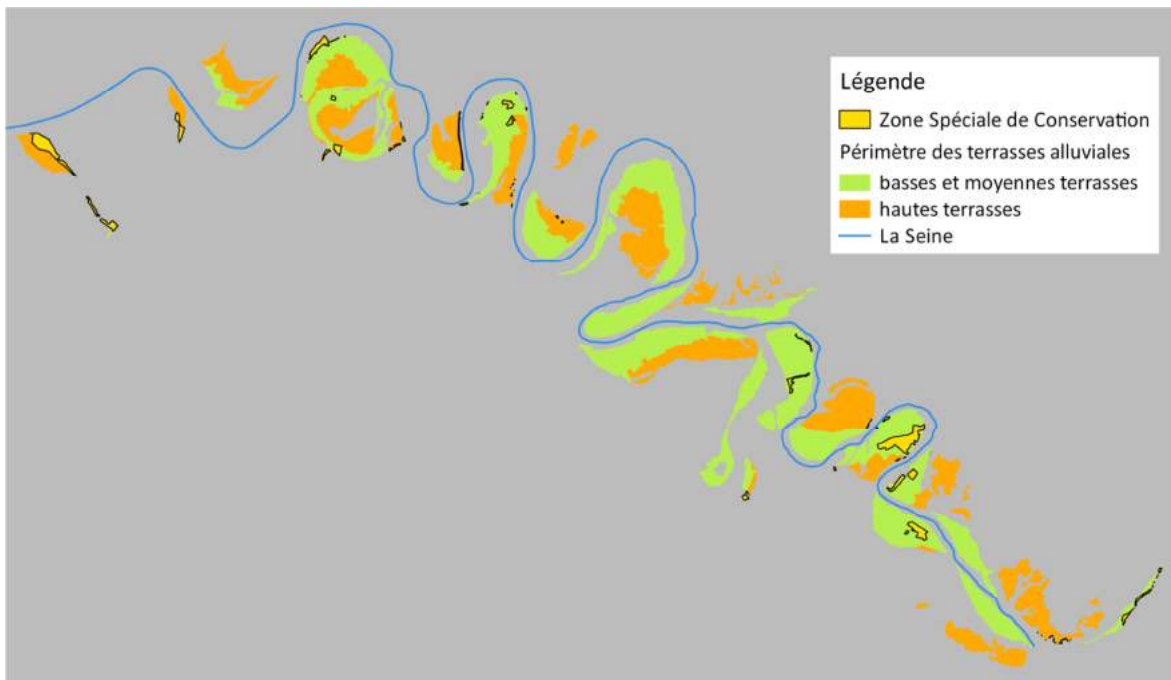 Légende
Zone Spéciale de Conservation
Périmètre des terrasses alluviales
basses et moyennes terrasses
hautes terrasses
La Seine